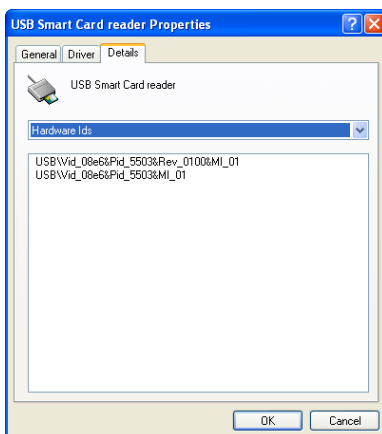 USB Smart Card reader Properties
General Driver Details
USB Smart Card reader
Hardware Ids
USB\Vid_08e6&Pid_5503&Rev_0100&MI_01
USB\Vid_08e6&Pid_5503&MI_01
OK Cancel